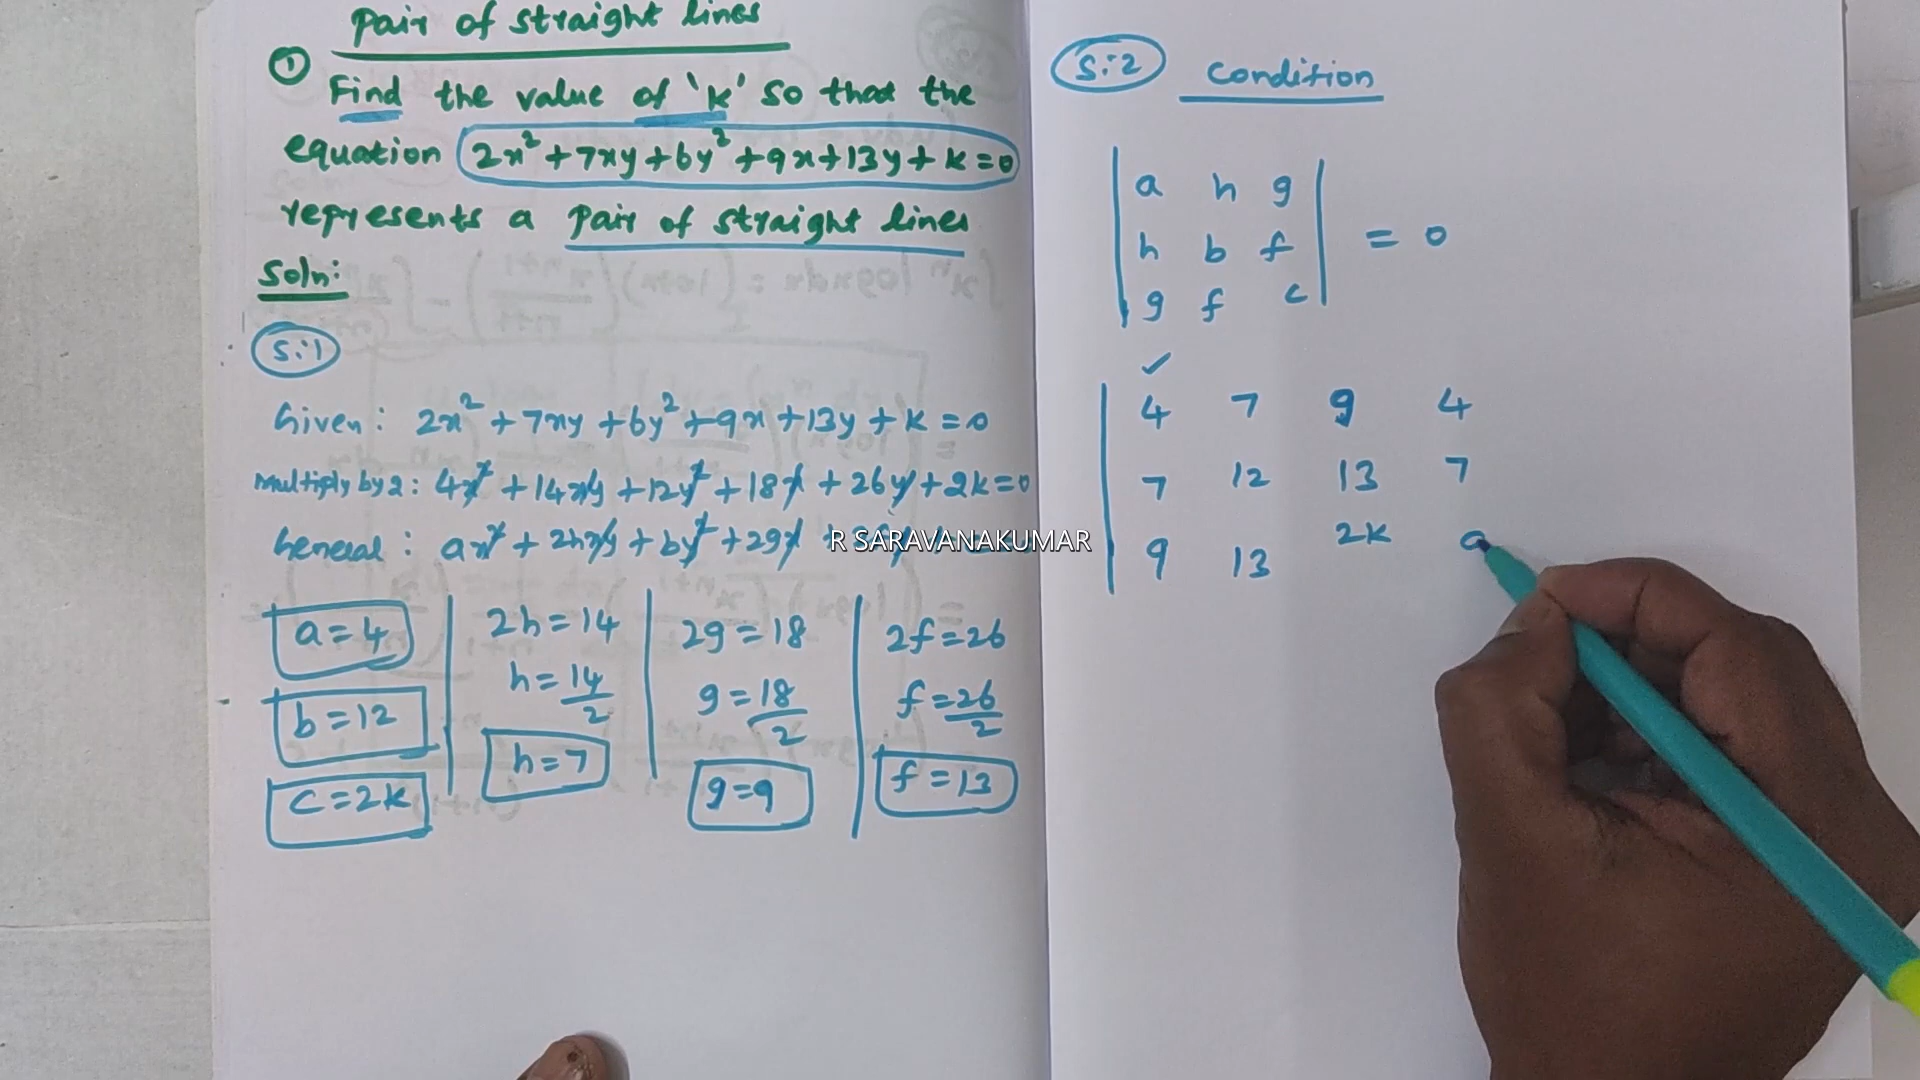 Pair of straight lines
① Find the value of 'k' so that the
equation 2x² + 7xy + 6y² + 9x + 13y + k = 0
represents a pair of straight lines
Soln:
S:1
Given: 2x² + 7xy + 6y² + 9x + 13y + k = 0
Multiply by 2: 4x² + 14xy + 12y² + 18x + 26y + 2k = 0
General: ax² + 2hxy + by² + 2gx +
R SARAVANAKUMAR
a = 4
b = 12
c = 2k
2h = 14
h = 14/2
h = 7
2g = 18
g = 18/2
g = 9
2f = 26
f = 26/2
f = 13
S:2 Condition
| a h g |
| h b f | = 0
| g f c |
✓
| 4 7 9 4
| 7 12 13 7
| 9 13 2k